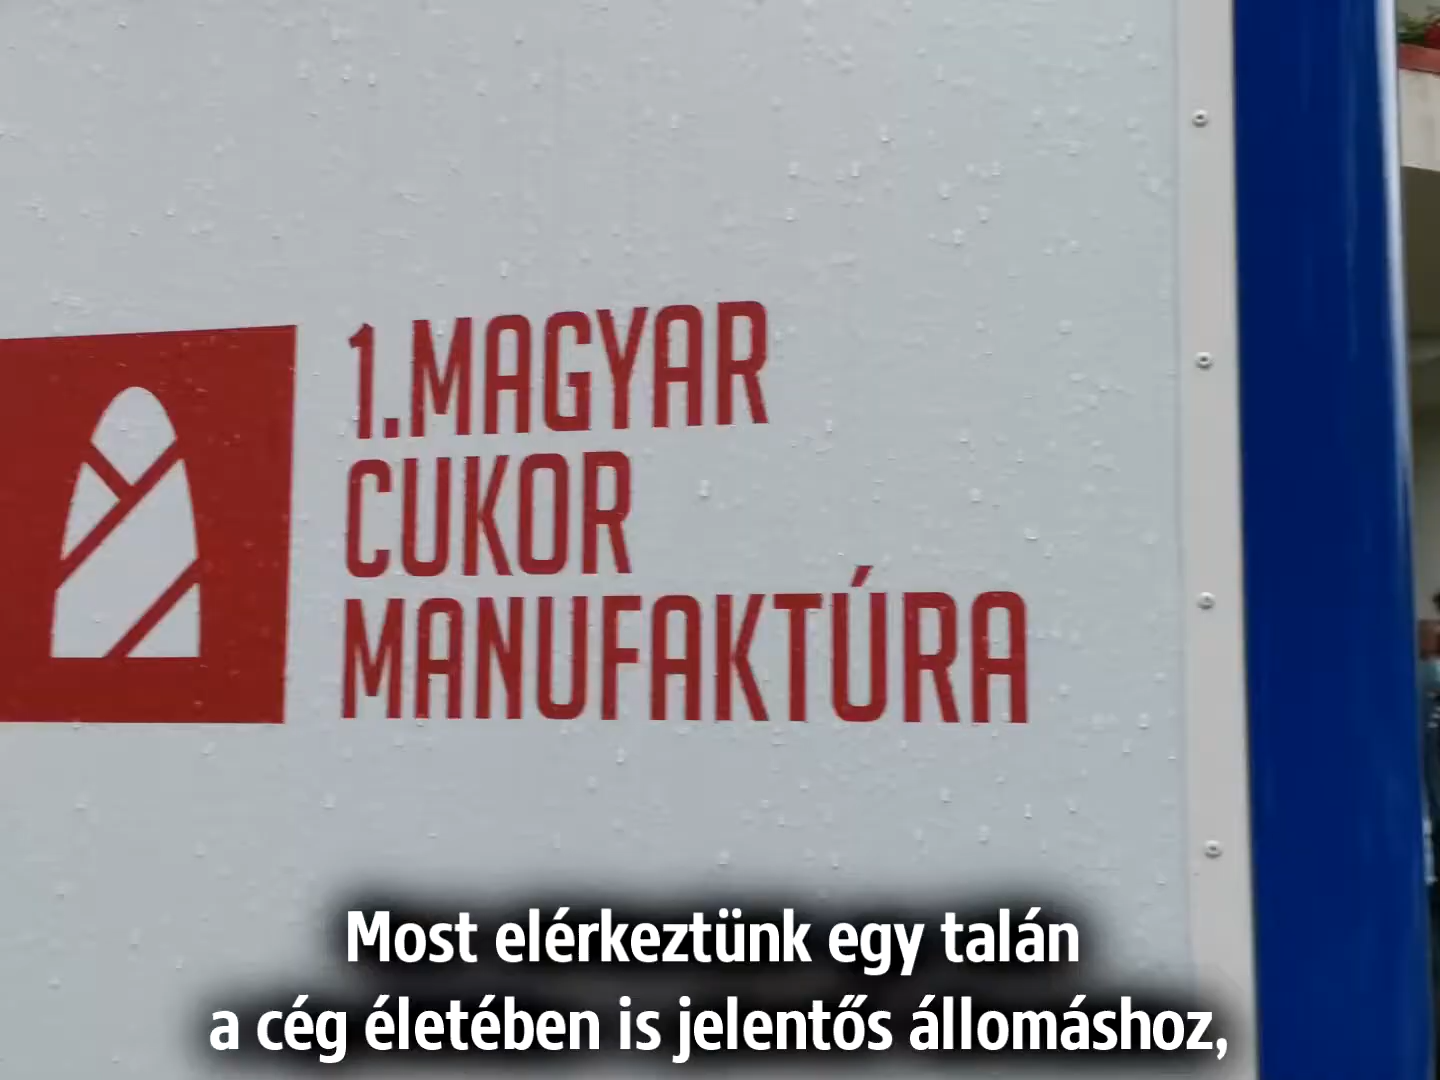 1.MAGYAR
CUKOR
MANUFAKTÚRA
Most elérkeztünk egy talán
a cég életében is jelentős állomáshoz,